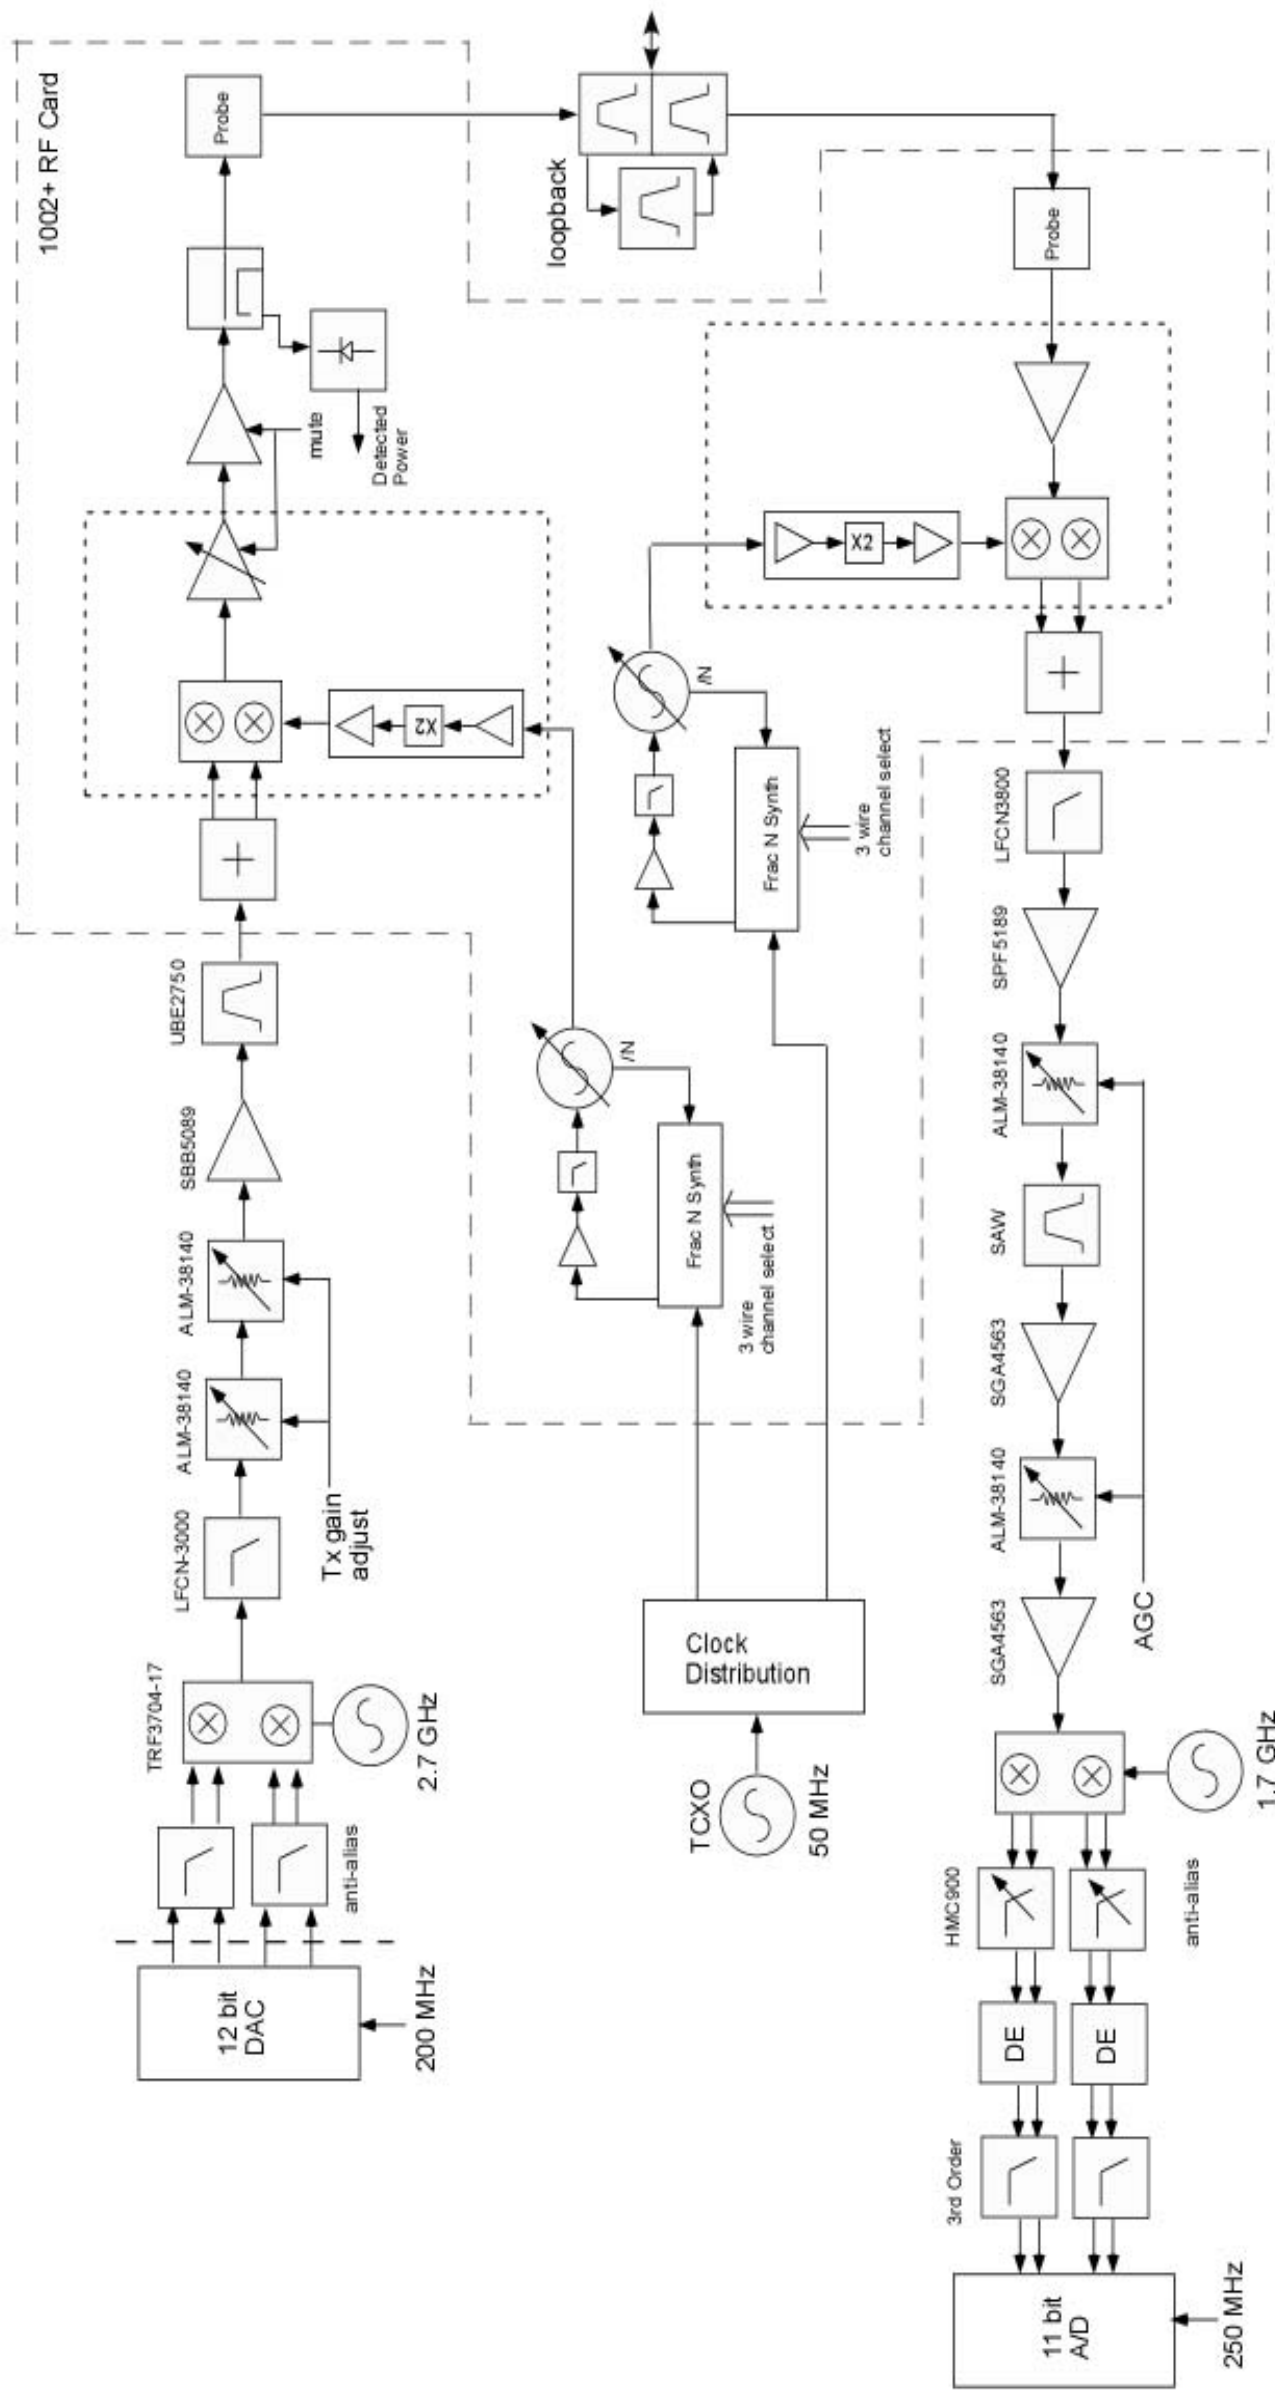 1002+ RF Card
12 bit
DAC
200 MHz
anti-alias
TRF3704-17
2.7 GHz
LFCN-3000
ALM-38140
ALM-38140
Tx gain
adjust
SBB5089
UBE2750
+
X2
mute
Detected
Power
Probe
loopback
TCXO
50 MHz
Clock
Distribution
Frac N Synth
/N
3 wire
channel select
Frac N Synth
/N
3 wire
channel select
X2
Probe
+
LFCN3800
SPF5189
ALM-38140
SAW
SGA4563
ALM-38140
SGA4563
AGC
1.7 GHz
HMC900
anti-alias
DE
DE
3rd Order
11 bit
A/D
250 MHz